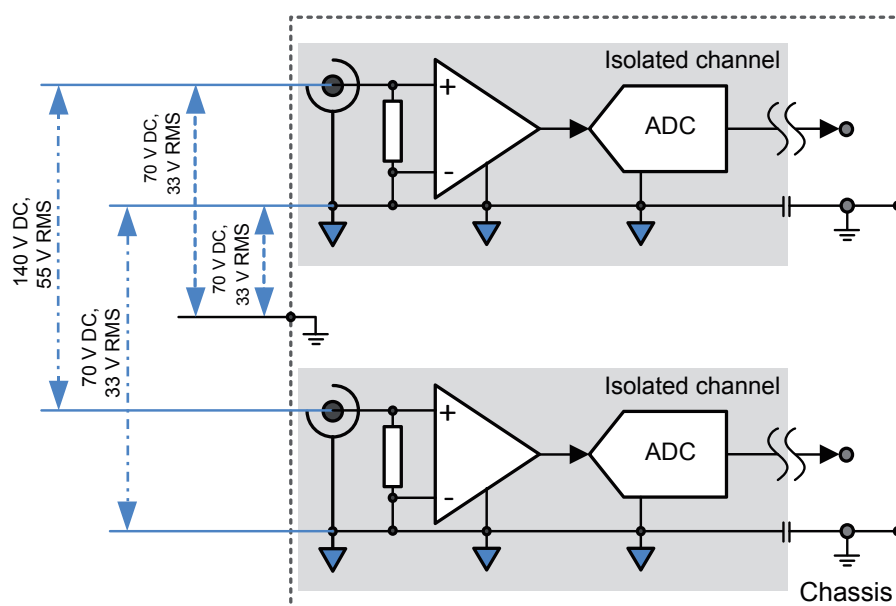 Isolated channel
+
-
ADC
140 V DC,
55 V RMS
70 V DC,
33 V RMS
70 V DC,
33 V RMS
70 V DC,
33 V RMS
Isolated channel
+
-
ADC
Chassis